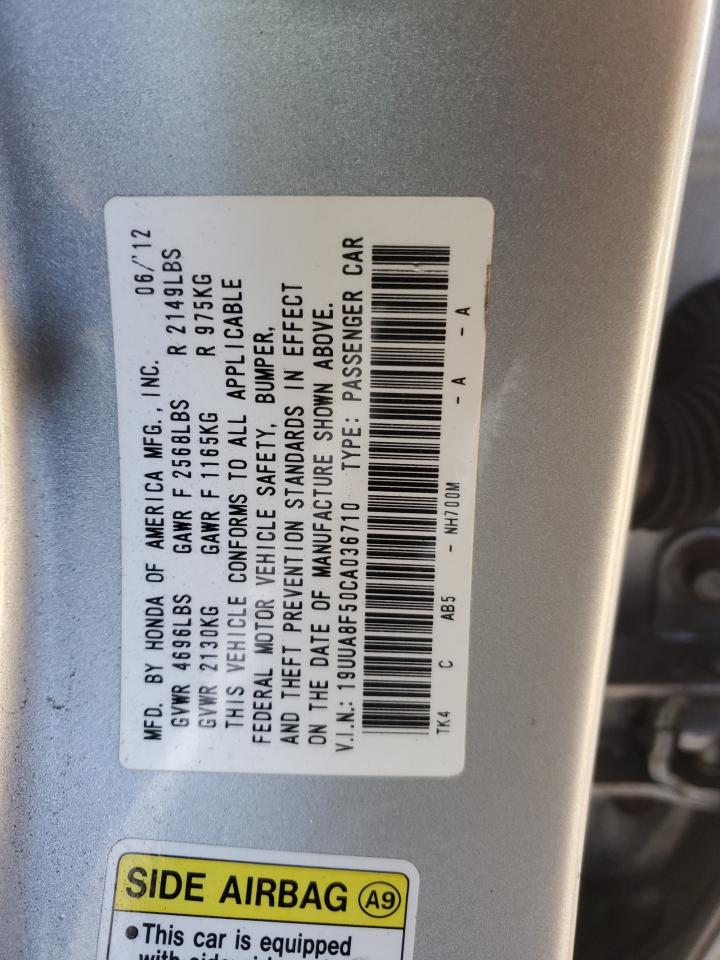 MFD. BY HONDA OF AMERICA MFG., INC. 06/'12
GVWR 4696LBS GAWR F 2568LBS R 2149LBS
GVWR 2130KG GAWR F 1165KG R 975KG
THIS VEHICLE CONFORMS TO ALL APPLICABLE
FEDERAL MOTOR VEHICLE SAFETY, BUMPER,
AND THEFT PREVENTION STANDARDS IN EFFECT
ON THE DATE OF MANUFACTURE SHOWN ABOVE.
V.I.N.: 19UUA8F50CA036710 TYPE: PASSENGER CAR
TK4 C AB5 - NH700M - A - A
SIDE AIRBAG A9
• This car is equipped
with side